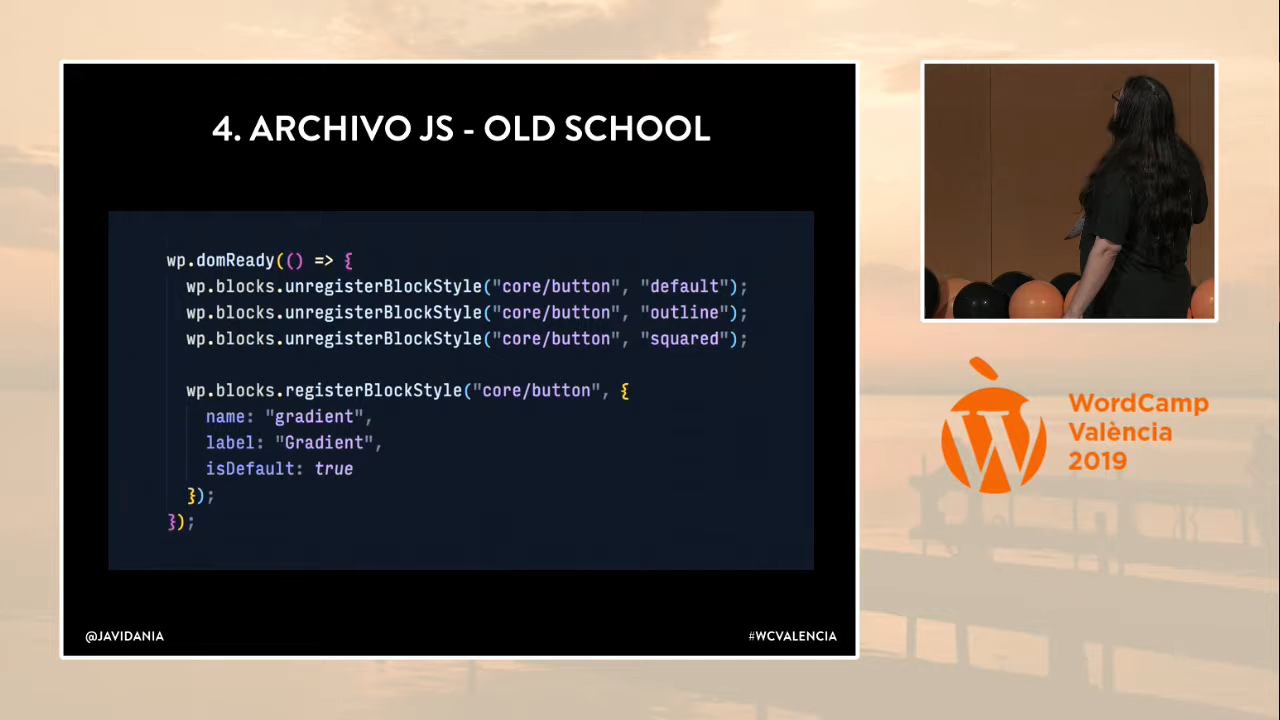 4. ARCHIVO JS - OLD SCHOOL
wp.domReady(() => {
wp.blocks.unregisterBlockStyle("core/button", "default");
wp.blocks.unregisterBlockStyle("core/button", "outline");
wp.blocks.unregisterBlockStyle("core/button", "squared");
wp.blocks.registerBlockStyle("core/button", {
name: "gradient",
label: "Gradient",
isDefault: true
});
});
@JAVIDANIA
#WCVALENCIA
WordCamp
València
2019